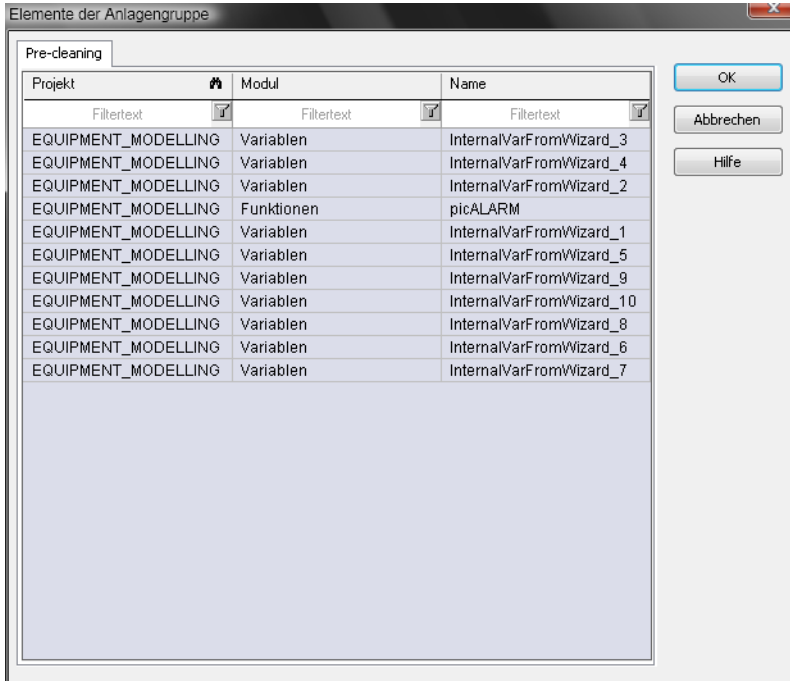 Elemente der Anlagengruppe
Pre-cleaning
Projekt Modul Name
Filtertext Filtertext Filtertext
EQUIPMENT_MODELLING Variablen InternalVarFromWizard_3
EQUIPMENT_MODELLING Variablen InternalVarFromWizard_4
EQUIPMENT_MODELLING Variablen InternalVarFromWizard_2
EQUIPMENT_MODELLING Funktionen picALARM
EQUIPMENT_MODELLING Variablen InternalVarFromWizard_1
EQUIPMENT_MODELLING Variablen InternalVarFromWizard_5
EQUIPMENT_MODELLING Variablen InternalVarFromWizard_9
EQUIPMENT_MODELLING Variablen InternalVarFromWizard_10
EQUIPMENT_MODELLING Variablen InternalVarFromWizard_8
EQUIPMENT_MODELLING Variablen InternalVarFromWizard_6
EQUIPMENT_MODELLING Variablen InternalVarFromWizard_7
OK
Abbrechen
Hilfe